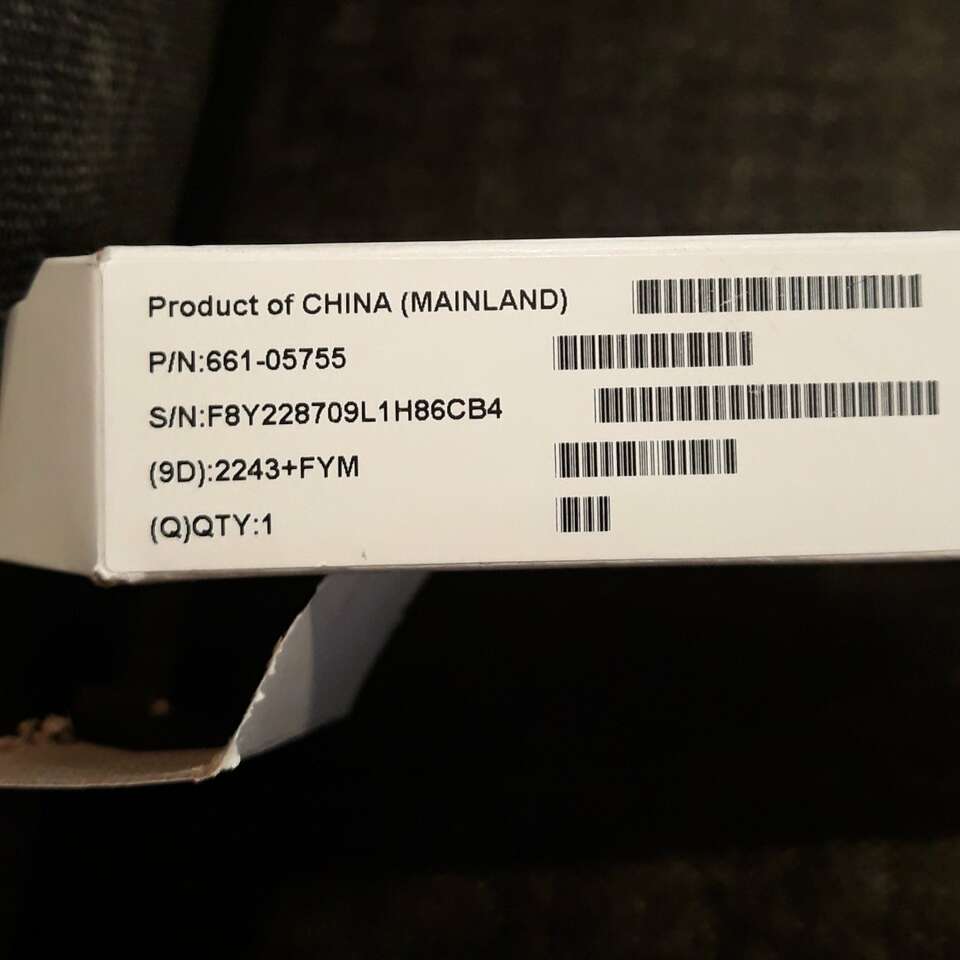 Product of CHINA (MAINLAND)
P/N:661-05755
S/N:F8Y228709L1H86CB4
(9D):2243+FYM
(Q)QTY:1